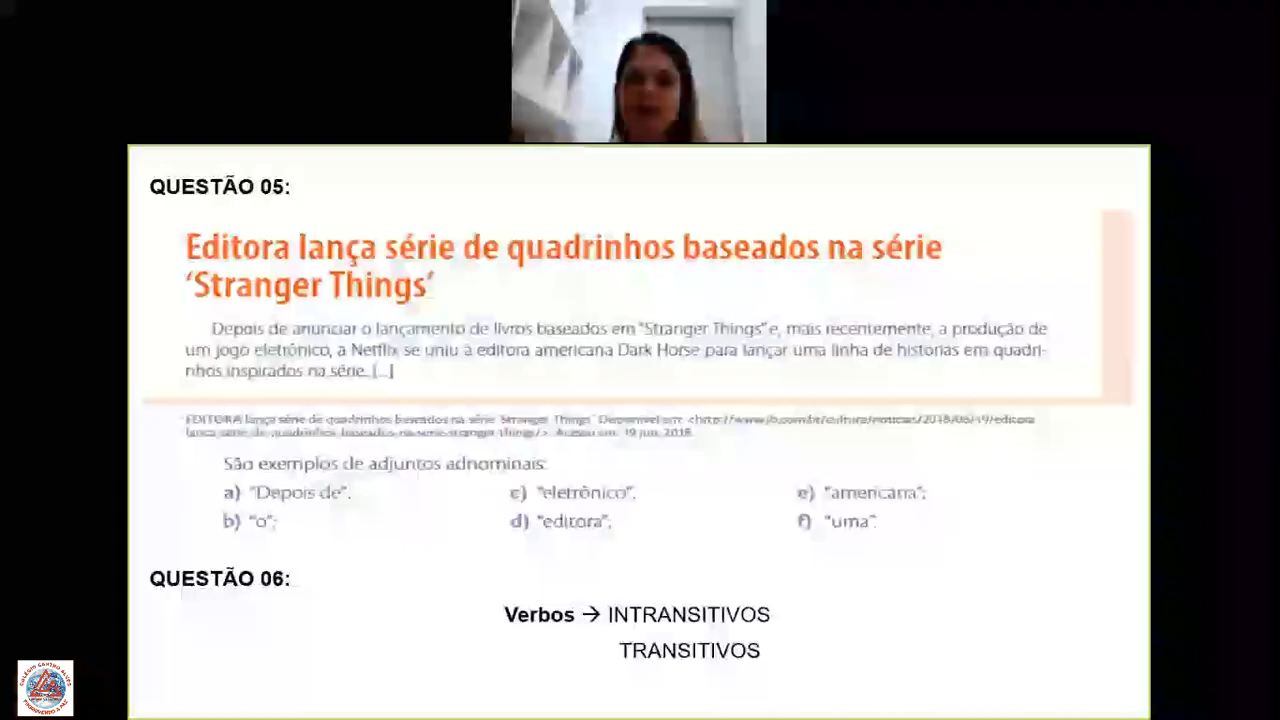 QUESTÃO 05:
Editora lança série de quadrinhos baseados na série
‘Stranger Things’
Depois de anunciar o lançamento de livros baseados em “Stranger Things” e, mais recentemente, a produção de
um jogo eletrônico, a Netflix se uniu à editora americana Dark Horse para lançar uma linha de histórias em quadri-
nhos inspirados na série. [...]
EDITORA lança série de quadrinhos baseados na série 'Stranger Things'. Disponível em: <http://www.jb.com.br/cultura/noticias/2018/06/19/editora
lanca-serie-de-quadrinhos-baseados-na-serie-stranger-things/>. Acesso em: 19 jun. 2018.
São exemplos de adjuntos adnominais:
a) “Depois de”;
c) “eletrônico”;
e) “americana”;
b) “o”;
d) “editora”;
f) “uma”.
QUESTÃO 06:
Verbos → INTRANSITIVOS
TRANSITIVOS